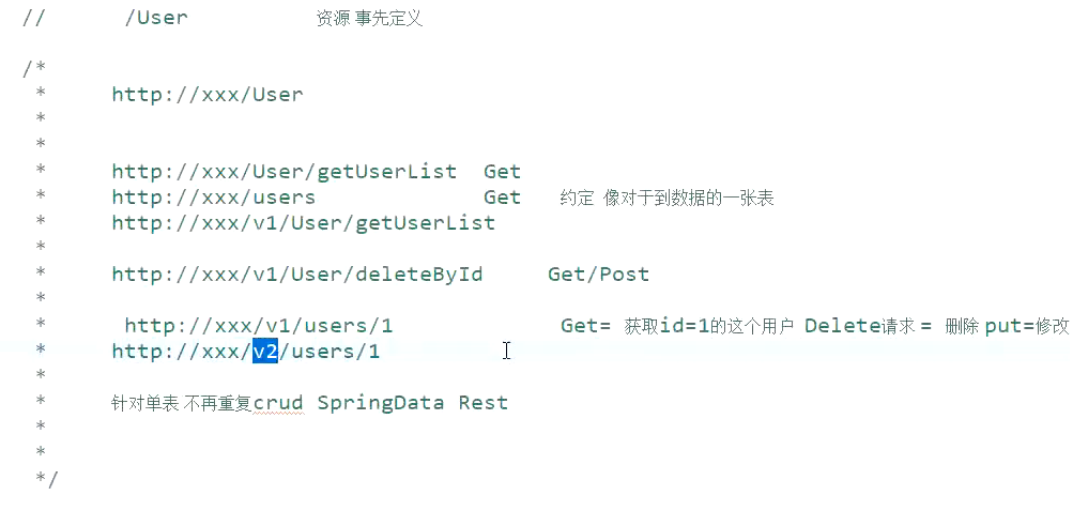 // /User 资源 事先定义
/*
* http://xxx/User
*
*
* http://xxx/User/getUserList Get
* http://xxx/users Get 约定 像对于到数据的一张表
* http://xxx/v1/User/getUserList
*
* http://xxx/v1/User/deleteById Get/Post
*
* http://xxx/v1/users/1 Get= 获取id=1的这个用户 Delete请求 = 删除 put=修改
* http://xxx/v2/users/1
*
* 针对单表 不再重复crud SpringData Rest
*
*
*/